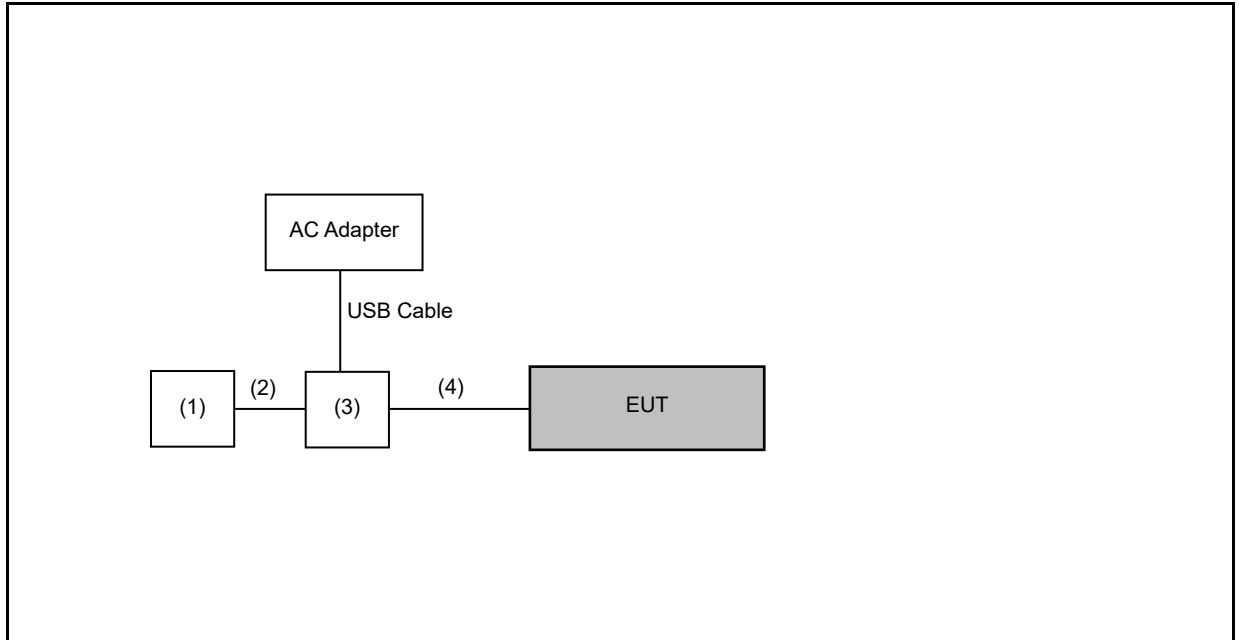 AC Adapter
USB Cable
(1)
(2)
(3)
(4)
EUT